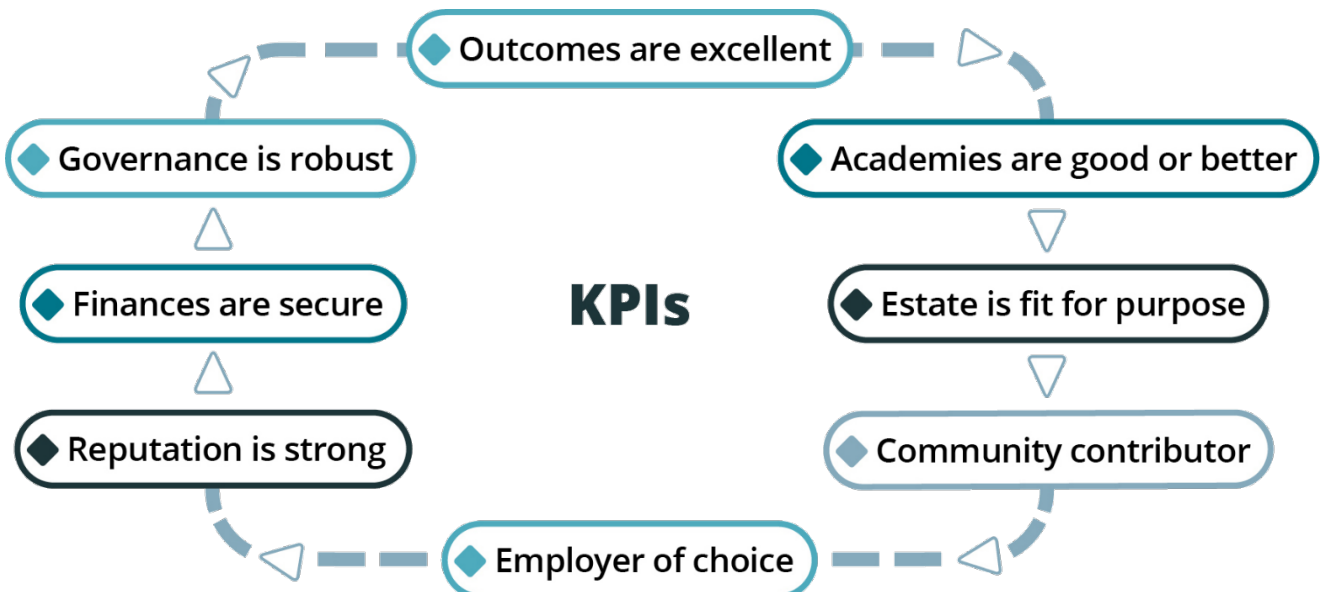 Outcomes are excellent
Governance is robust
Academies are good or better
Finances are secure
KPIs
Estate is fit for purpose
Reputation is strong
Community contributor
Employer of choice